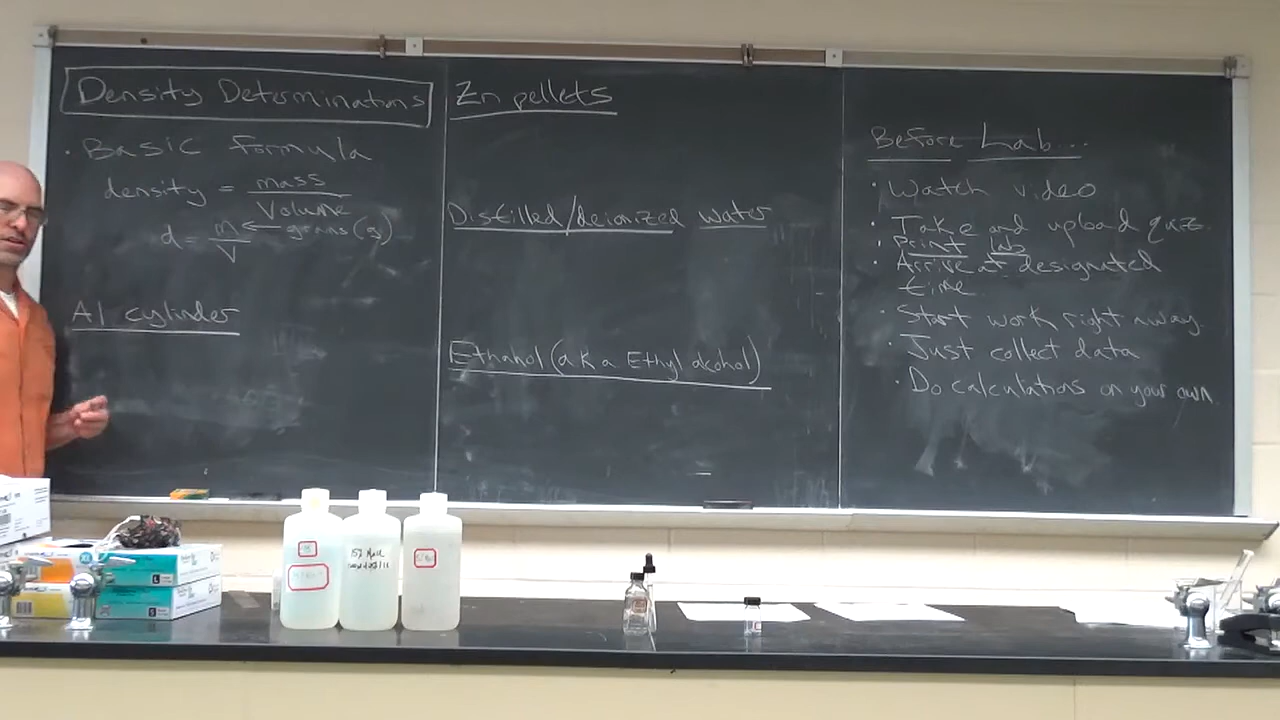 Density Determinations
• Basic Formula
density = mass / Volume
d = m / V ← grams (g)
Al cylinder
Zn pellets
Distilled/deionized water
Ethanol (a.k.a Ethyl alcohol)
Before Lab...
• Watch video
• Take and upload quiz
• Print lab
• Arrive at designated
time
• Start work right away.
• Just collect data
• Do calculations on your own
L
S